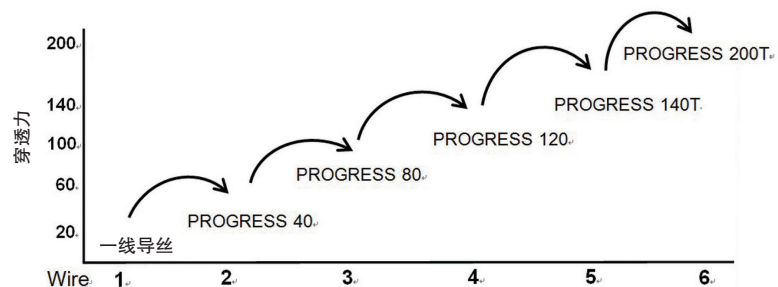 200
PROGRESS 200T
140
PROGRESS 140T
100
PROGRESS 120
穿透力
60
PROGRESS 80
PROGRESS 40
20
一线导丝
Wire 1 2 3 4 5 6